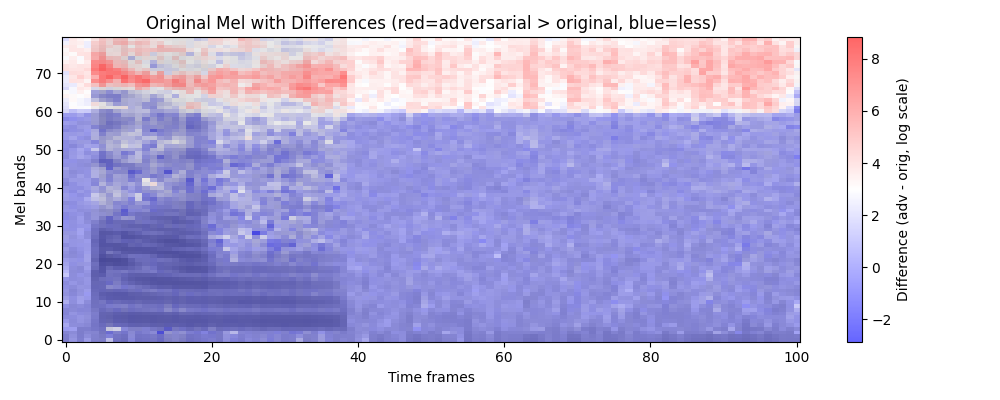 Original Mel with Differences (red=adversarial > original, blue=less)
Mel bands
70
60
50
40
30
20
10
0
0 20 40 60 80 100
Time frames
8
6
4
2
0
−2
Difference (adv - orig, log scale)